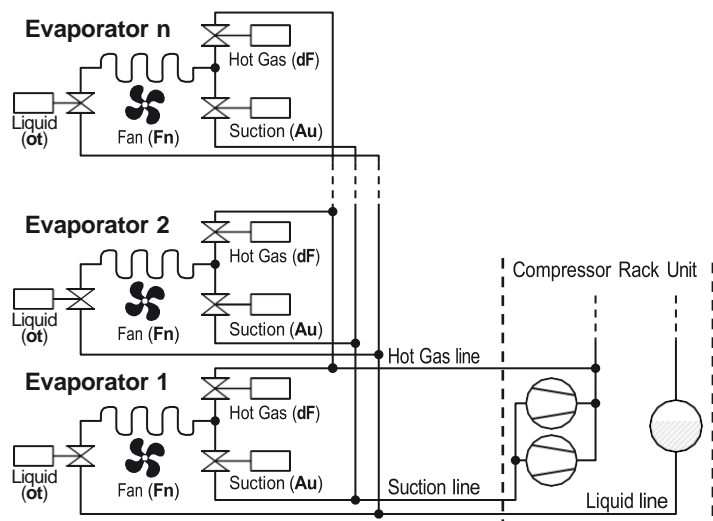 Evaporator n
Hot Gas (dF)
Liquid
(ot)
Fan (Fn)
Suction (Au)
Evaporator 2
Hot Gas (dF)
Liquid
(ot)
Fan (Fn)
Suction (Au)
Compressor Rack Unit
Hot Gas line
Evaporator 1
Hot Gas (dF)
Liquid
(ot)
Fan (Fn)
Suction (Au)
Suction line
Liquid line